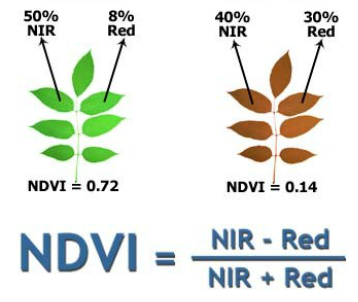 50% NIR
8% Red
40% NIR
30% Red
NDVI = 0.72
NDVI = 0.14
NDVI = NIR - Red
NIR + Red